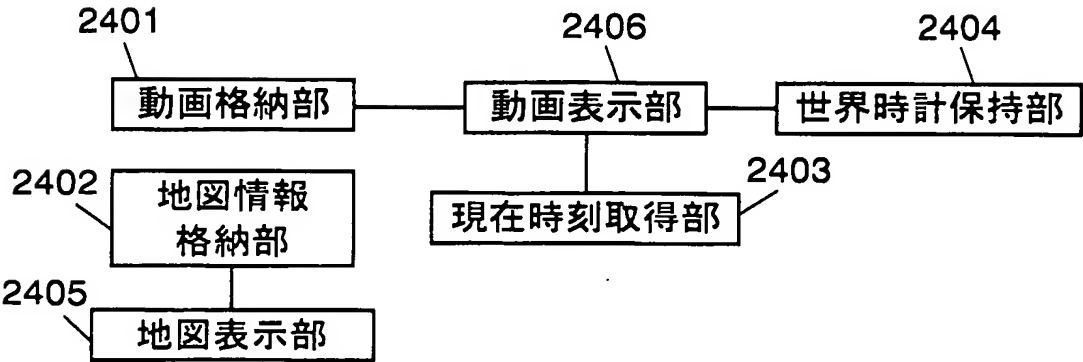 2401
2406
2404
動画格納部
動画表示部
世界時計保持部
2402
地図情報
格納部
2403
現在時刻取得部
2405
地図表示部